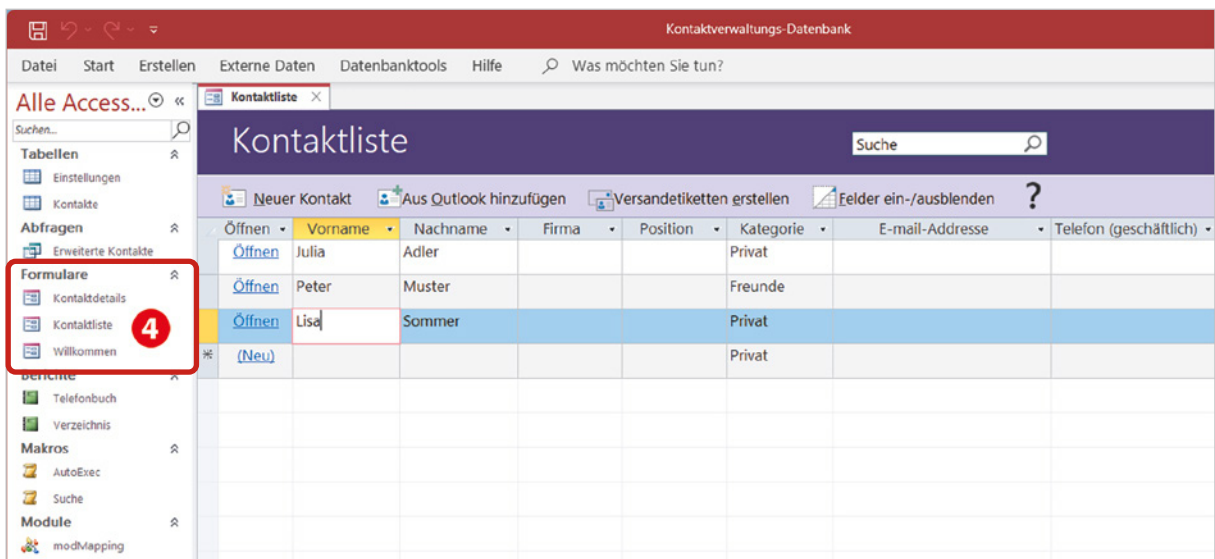 Kontaktverwaltungs-Datenbank
Datei Start Erstellen Externe Daten Datenbanktools Hilfe Was möchten Sie tun?
Alle Access... «
Kontaktliste
Suchen...
Kontaktliste
Suche
Tabellen
Einstellungen
Kontakte
Abfragen
Erweiterte Kontakte
Formulare
Kontaktdetails
Kontaktliste
4
Willkommen
Berichte
Telefonbuch
Verzeichnis
Makros
AutoExec
Suche
Module
modMapping
Neuer Kontakt Aus Outlook hinzufügen Versandetiketten erstellen Felder ein-/ausblenden ?
Öffnen Vorname Nachname Firma Position Kategorie E-mail-Addresse Telefon (geschäftlich)
Öffnen Julia Adler Privat
Öffnen Peter Muster Freunde
Öffnen Lisa Sommer Privat
(Neu) Privat